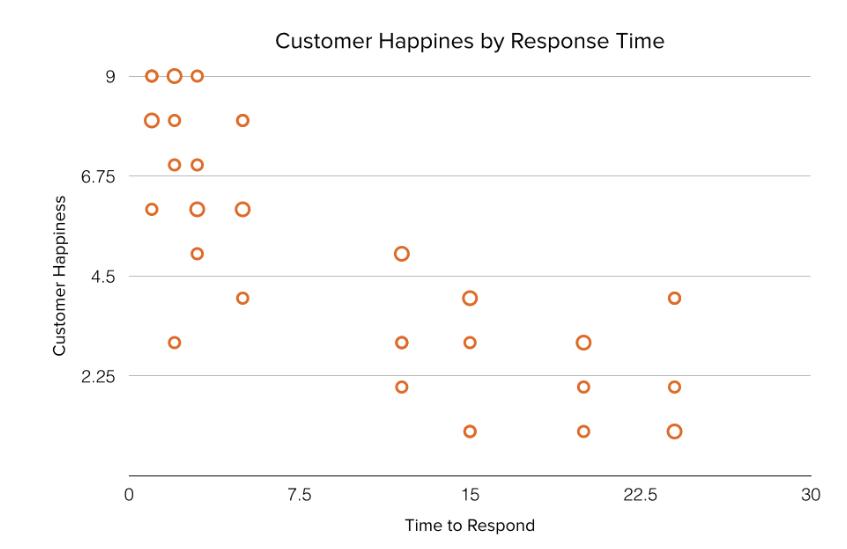 Customer Happines by Response Time
9
6.75
4.5
2.25
Customer Happiness
0 7.5 15 22.5 30
Time to Respond